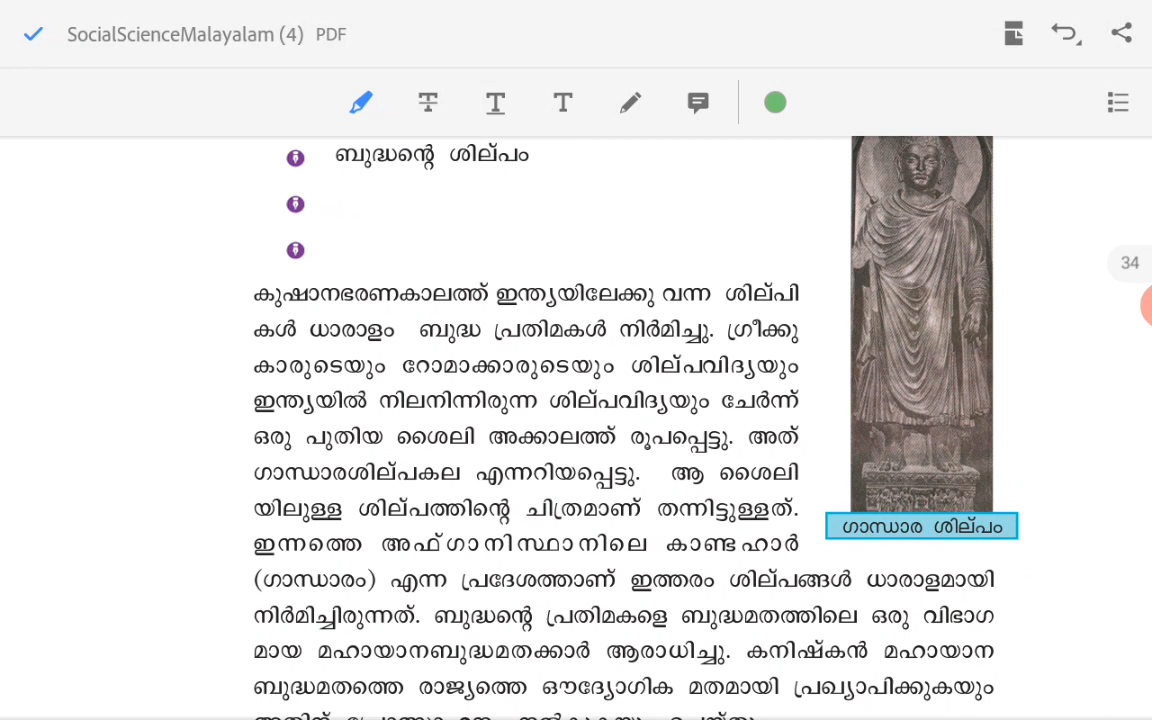 SocialScienceMalayalam (4) PDF
ബുദ്ധന്റെ ശില്പം
34
കുഷാനഭരണകാലത്ത് ഇന്ത്യയിലേക്കു വന്ന ശില്പി
കൾ ധാരാളം ബുദ്ധ പ്രതിമകൾ നിർമിച്ചു. ഗ്രീക്കു
കാരുടെയും റോമാക്കാരുടെയും ശില്പവിദ്യയും
ഇന്ത്യയിൽ നിലനിന്നിരുന്ന ശില്പവിദ്യയും ചേർന്ന്
ഒരു പുതിയ ശൈലി അക്കാലത്ത് രൂപപ്പെട്ടു. അത്
ഗാന്ധാരശില്പകല എന്നറിയപ്പെട്ടു. ആ ശൈലി
യിലുള്ള ശില്പത്തിന്റെ ചിത്രമാണ് തന്നിട്ടുള്ളത്.
ഗാന്ധാര ശില്പം
ഇന്നത്തെ അഫ്ഗാനിസ്ഥാനിലെ കാണ്ടഹാർ
(ഗാന്ധാരം) എന്ന പ്രദേശത്താണ് ഇത്തരം ശില്പങ്ങൾ ധാരാളമായി
നിർമിച്ചിരുന്നത്. ബുദ്ധന്റെ പ്രതിമകളെ ബുദ്ധമതത്തിലെ ഒരു വിഭാഗ
മായ മഹായാനബുദ്ധമതക്കാർ ആരാധിച്ചു. കനിഷ്കൻ മഹായാന
ബുദ്ധമതത്തെ രാജ്യത്തെ ഔദ്യോഗിക മതമായി പ്രഖ്യാപിക്കുകയും